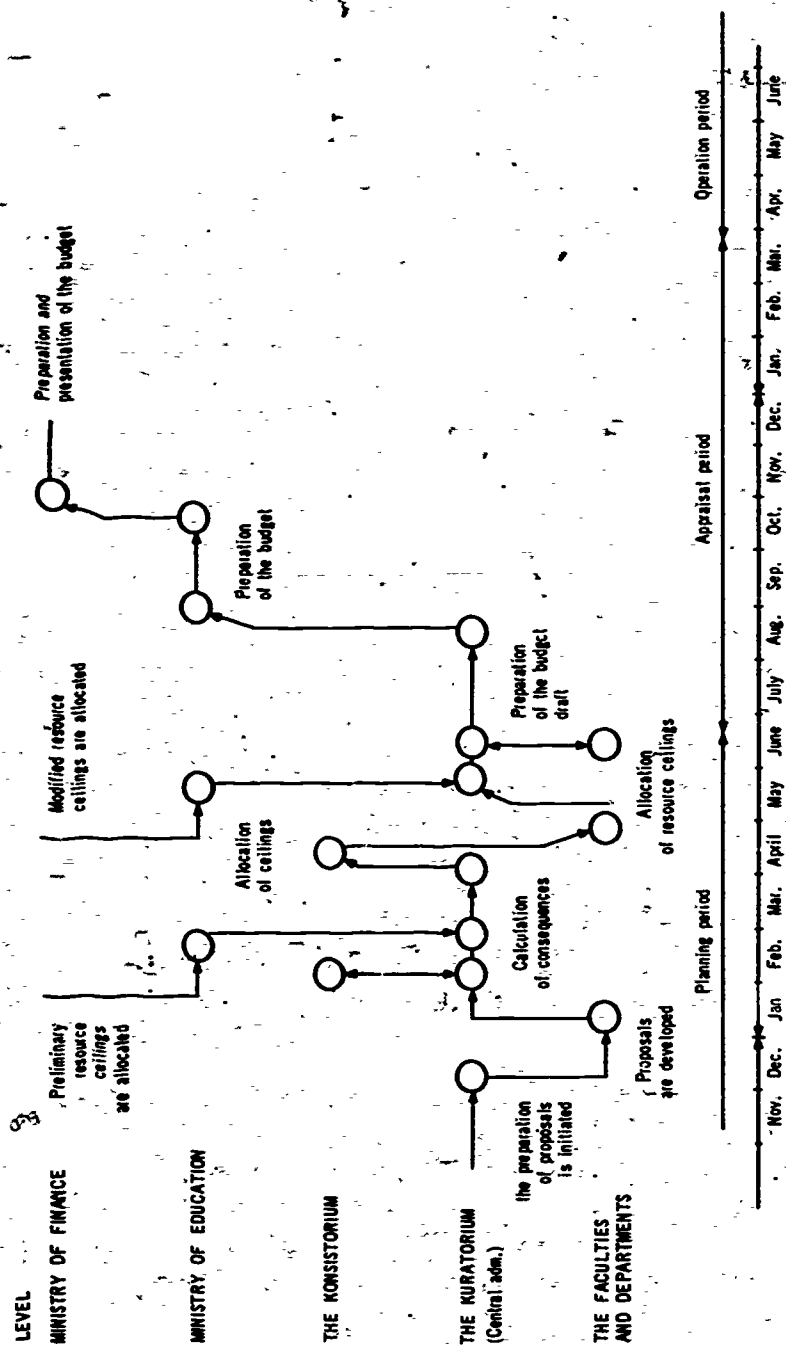 LEVEL
MINISTRY OF FINANCE
Preliminary
resource
ceilings
are allocated
Modified resource
ceilings are allocated
Preparation and
presentation of the budget
MINISTRY OF EDUCATION
Preparation
of the budget
THE KONSISTORIUM
Allocation
of ceilings
THE KURATORIUM
(Central adm.)
the preparation
of proposals
is initiated
Calculation
of consequences
Preparation
of the budget
draft
THE FACULTIES
AND DEPARTMENTS
Proposals
are developed
Allocation
of resource ceilings
Planning period
Appraisal period
Operation period
Nov. Dec. Jan Feb. Mar. April May June July Aug. Sep. Oct. Nov. Dec. Jan. Feb. Mar. Apr. May June